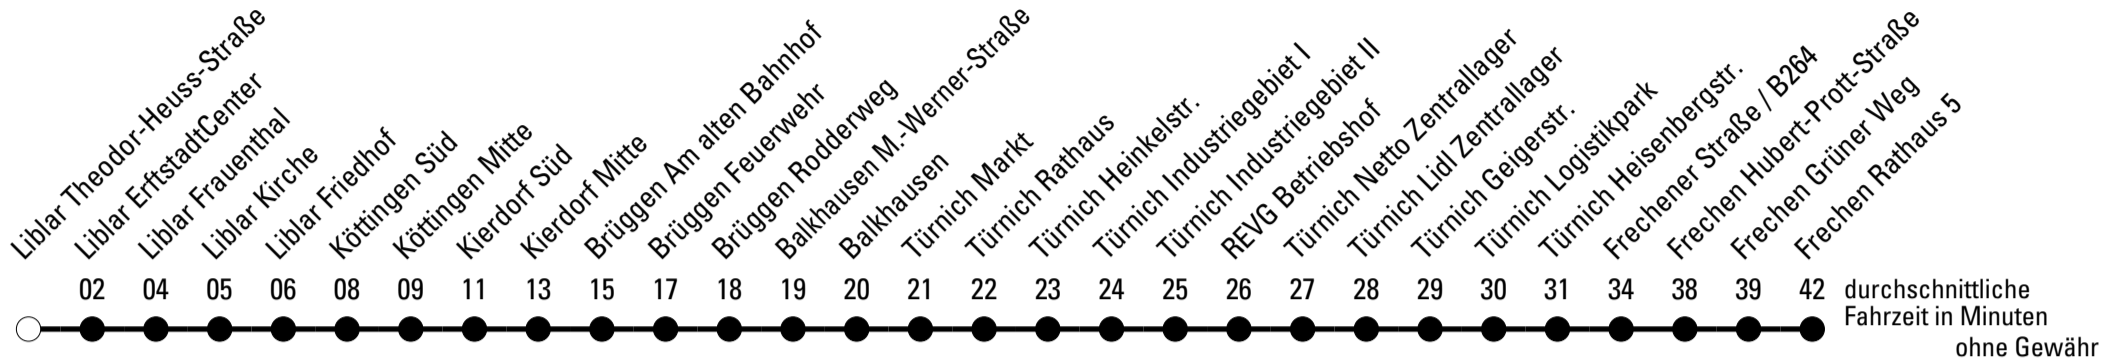 Liblar Theodor-Heuss-Straße
Liblar ErftstadtCenter
Liblar Frauenthal
Liblar Kirche
Liblar Friedhof
Köttingen Süd
Köttingen Mitte
Kierdorf Süd
Kierdorf Mitte
Brüggen Am alten Bahnhof
Brüggen Feuerwehr
Brüggen Rodderweg
Balkhausen M.-Werner-Straße
Balkhausen
Türnich Markt
Türnich Rathaus
Türnich Heinkelstr.
Türnich Industriegebiet I
Türnich Industriegebiet II
REVG Betriebshof
Türnich Netto Zentrallager
Türnich Lidl Zentrallager
Türnich Geigerstr.
Türnich Logistikpark
Türnich Heisenbergstr.
Frechener Straße / B264
Frechen Hubert-Prott-Straße
Frechen Grüner Weg
Frechen Rathaus 5
02 04 05 06 08 09 11 13 15 17 18 19 20 21 22 23 24 25 26 27 28 29 30 31 34 38 39 42 durchschnittliche
Fahrzeit in Minuten
ohne Gewähr